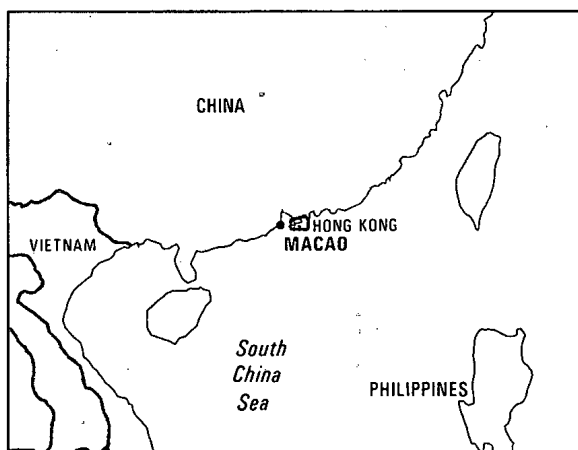 CHINA
HONG KONG
MACAO
VIETNAM
South
China
Sea
PHILIPPINES